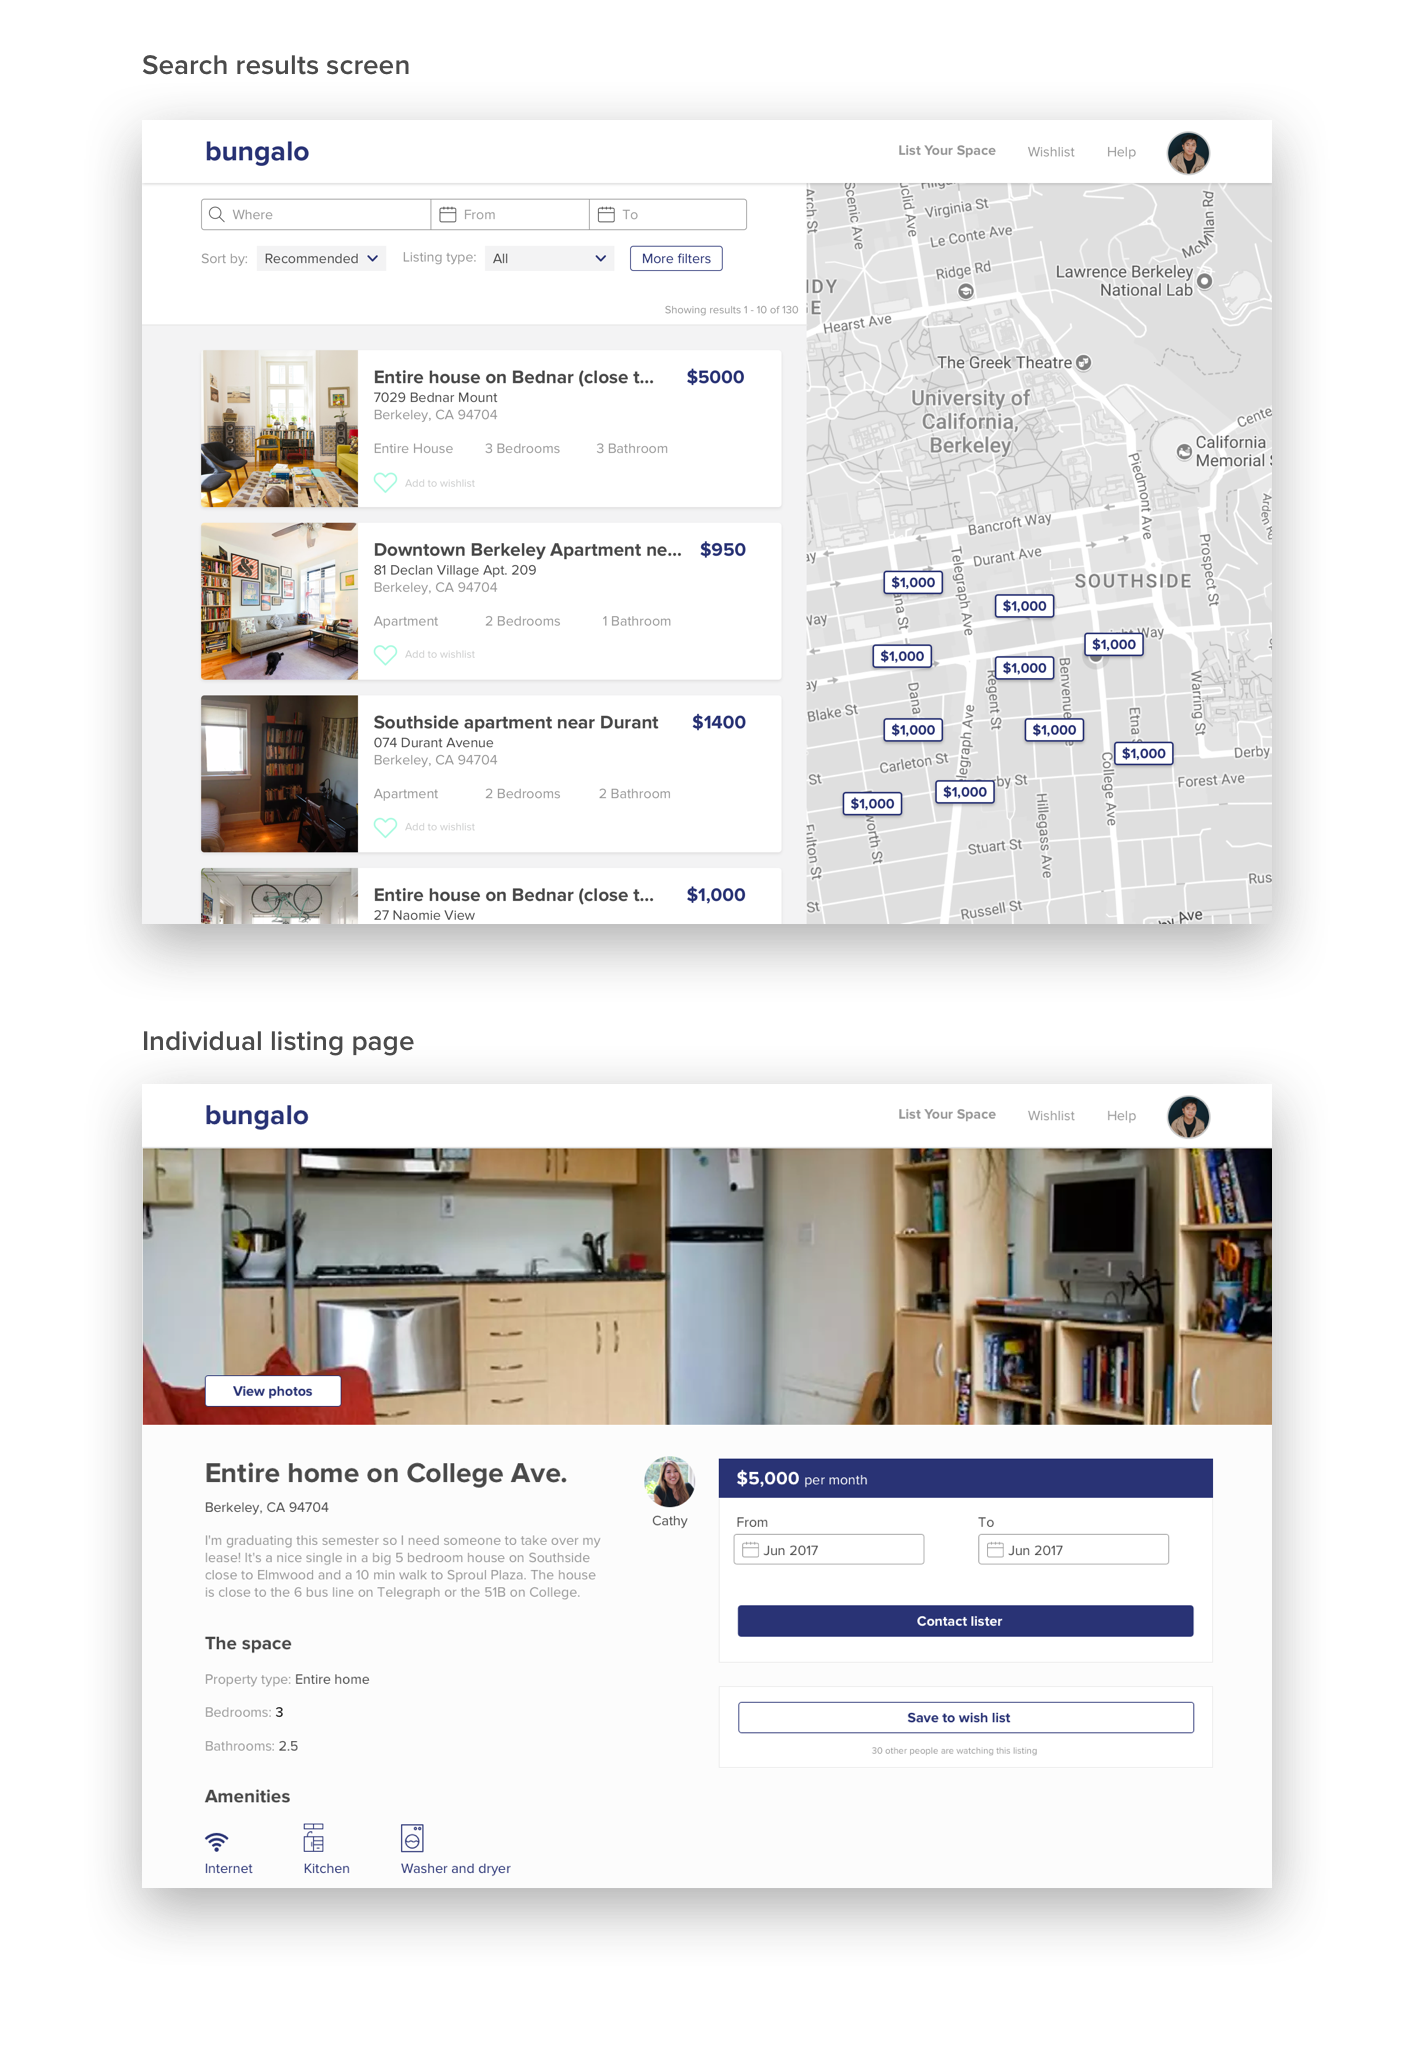 Search results screen
bungalo
List Your Space
Wishlist
Help
Where
From
To
Sort by:
Recommended
Listing type:
All
More filters
Showing results 1 - 10 of 130
Entire house on Bednar (close t...
$5000
7029 Bednar Mount
Berkeley, CA 94704
Entire House
3 Bedrooms
3 Bathroom
Add to wishlist
Downtown Berkeley Apartment ne...
$950
81 Declan Village Apt. 209
Berkeley, CA 94704
Apartment
2 Bedrooms
1 Bathroom
Add to wishlist
Southside apartment near Durant
$1400
074 Durant Avenue
Berkeley, CA 94704
Apartment
2 Bedrooms
2 Bathroom
Add to wishlist
Entire house on Bednar (close t...
$1,000
27 Naomie View
Arch St
Scenic Ave
Virginia St
Le Conte Ave
Ridge Rd
McMillan Rd
Lawrence Berkeley
National Lab
Hearst Ave
The Greek Theatre
University of
California,
Berkeley
California
Memorial
Piedmont Ave
Bancroft Way
Durant Ave
Telegraph Ave
SOUTHSIDE
Prospect St
$1,000
$1,000
$1,000
$1,000
$1,000
$1,000
$1,000
$1,000
$1,000
$1,000
Way
Dana
Regent St
Benvenue
Warring St
Blake St
Carleton St
College Ave
Derby
Forest Ave
Hillegass Ave
Stuart St
Fulton St
Russell St
Individual listing page
bungalo
List Your Space
Wishlist
Help
View photos
Entire home on College Ave.
Berkeley, CA 94704
I'm graduating this semester so I need someone to take over my
lease! It's a nice single in a big 5 bedroom house on Southside
close to Elmwood and a 10 min walk to Sproul Plaza. The house
is close to the 6 bus line on Telegraph or the 51B on College.
Cathy
$5,000 per month
From
To
Jun 2017
Jun 2017
Contact lister
Save to wish list
30 other people are watching this listing
The space
Property type: Entire home
Bedrooms: 3
Bathrooms: 2.5
Amenities
Internet
Kitchen
Washer and dryer